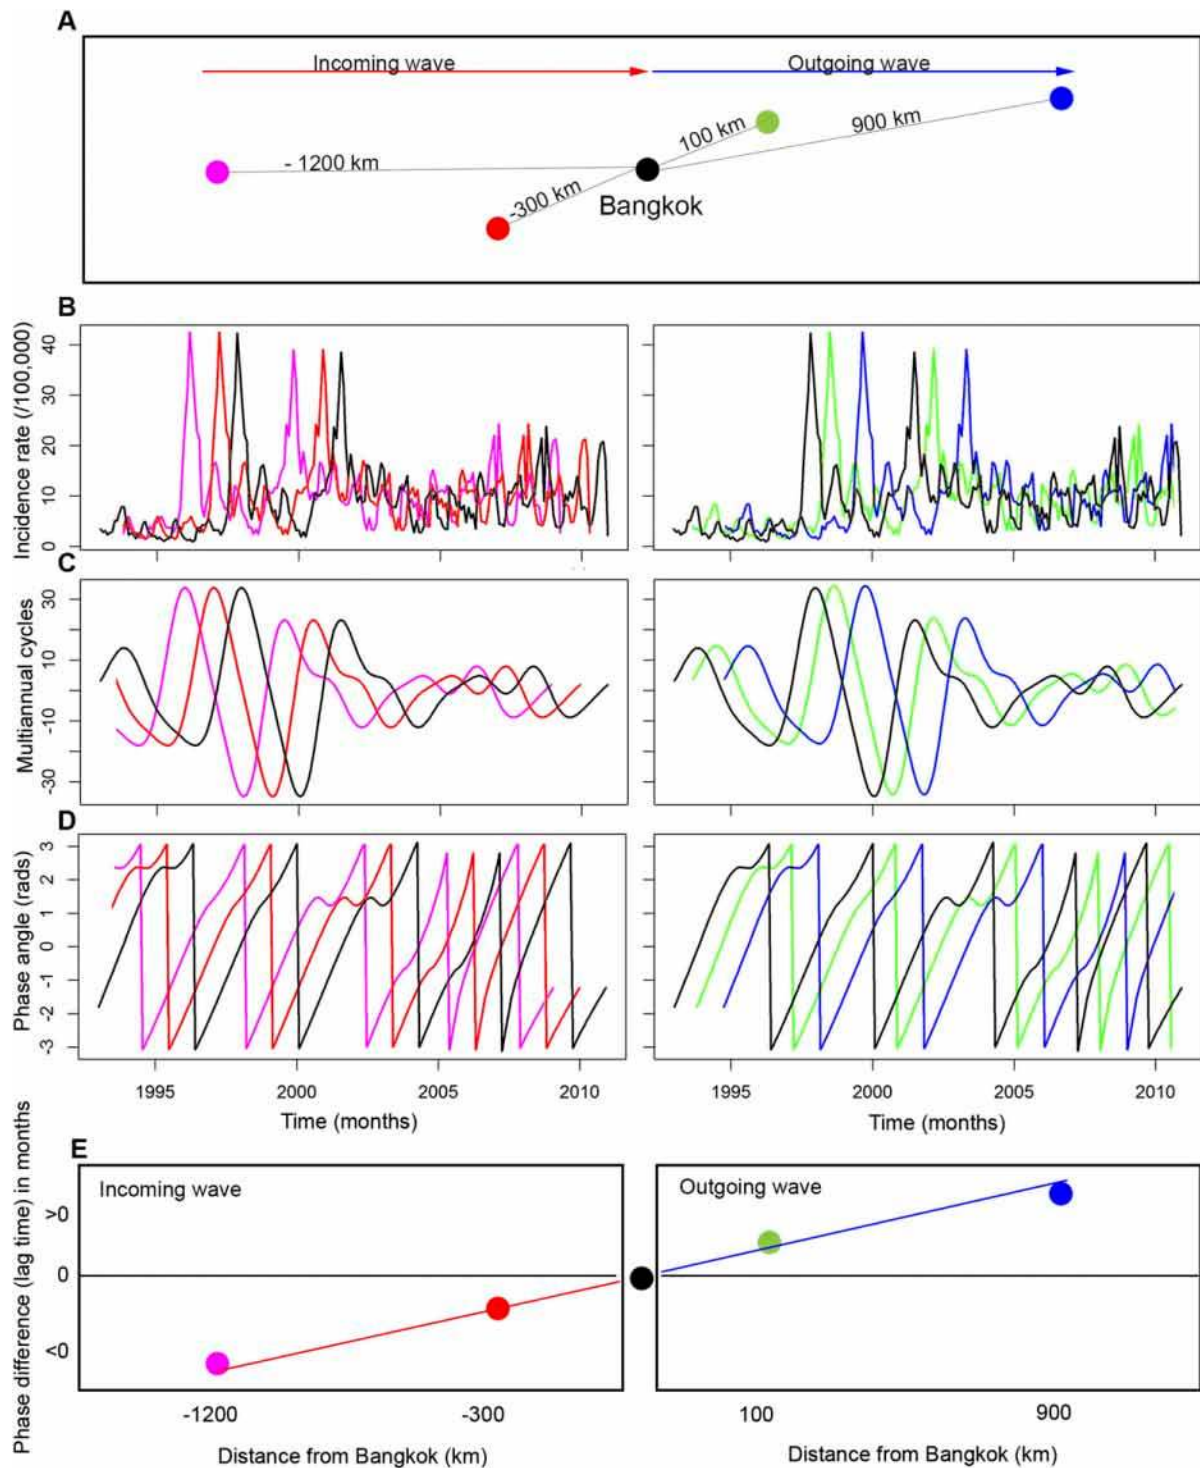 A
Incoming wave
Outgoing wave
100 km
900 km
- 1200 km
-300 km
Bangkok
B
Incidence rate (/100,000)
40
30
20
10
0
C
Multiannual cycles
30
10
-10
-30
D
Phase angle (rads)
3
2
0
-1
-2
-3
1995 2000 2005 2010
1995 2000 2005 2010
Time (months)
Time (months)
E
Phase difference (lag time) in months
Incoming wave
Outgoing wave
>0
0
<0
-1200 -300
100 900
Distance from Bangkok (km)
Distance from Bangkok (km)